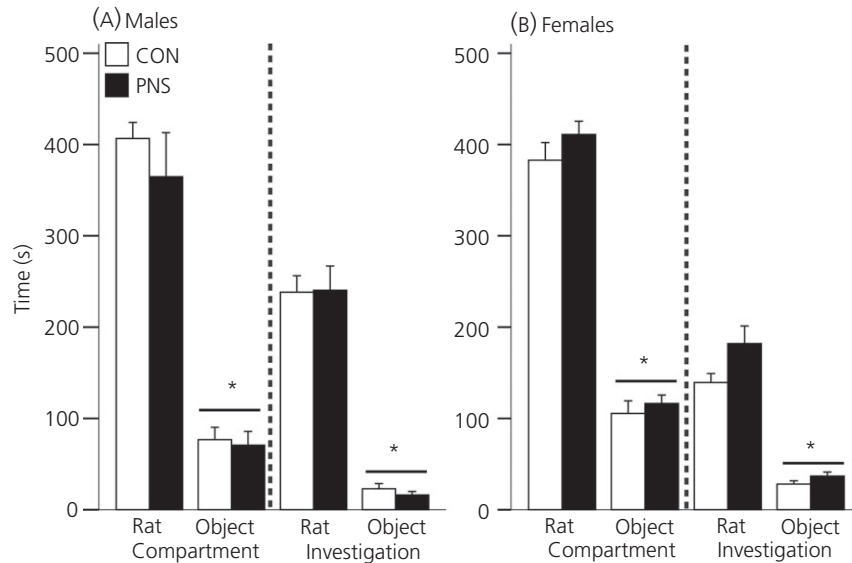 (A) Males
CON
PNS
500
400
300
200
100
0
Time (s)
*
*
Rat Object Rat Object
Compartment Investigation
(B) Females
500
400
300
200
100
0
*
*
Rat Object Rat Object
Compartment Investigation